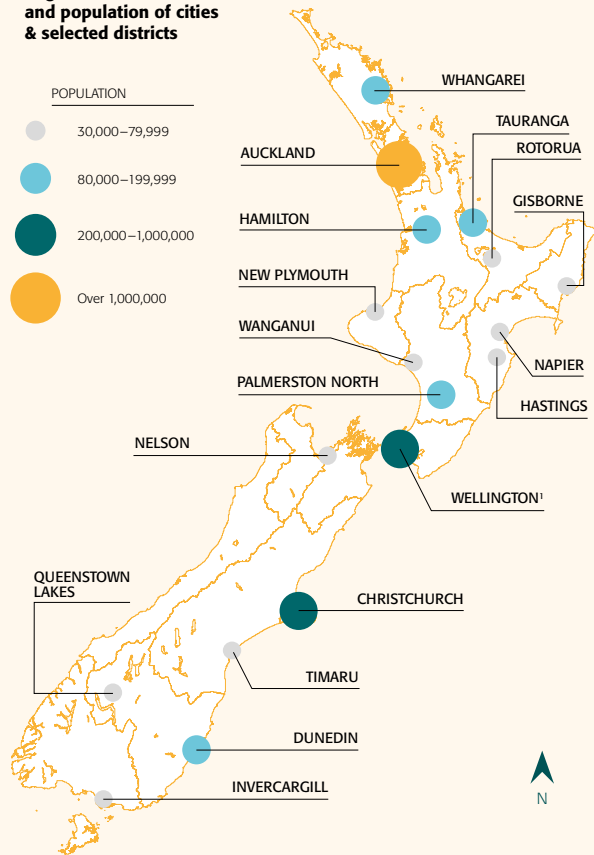 and population of cities
& selected districts
POPULATION
30,000–79,999
80,000–199,999
200,000–1,000,000
Over 1,000,000
WHANGAREI
TAURANGA
AUCKLAND
ROTORUA
GISBORNE
HAMILTON
NEW PLYMOUTH
WANGANUI
NAPIER
PALMERSTON NORTH
HASTINGS
NELSON
WELLINGTON¹
QUEENSTOWN
LAKES
CHRISTCHURCH
TIMARU
DUNEDIN
INVERCARGILL
N